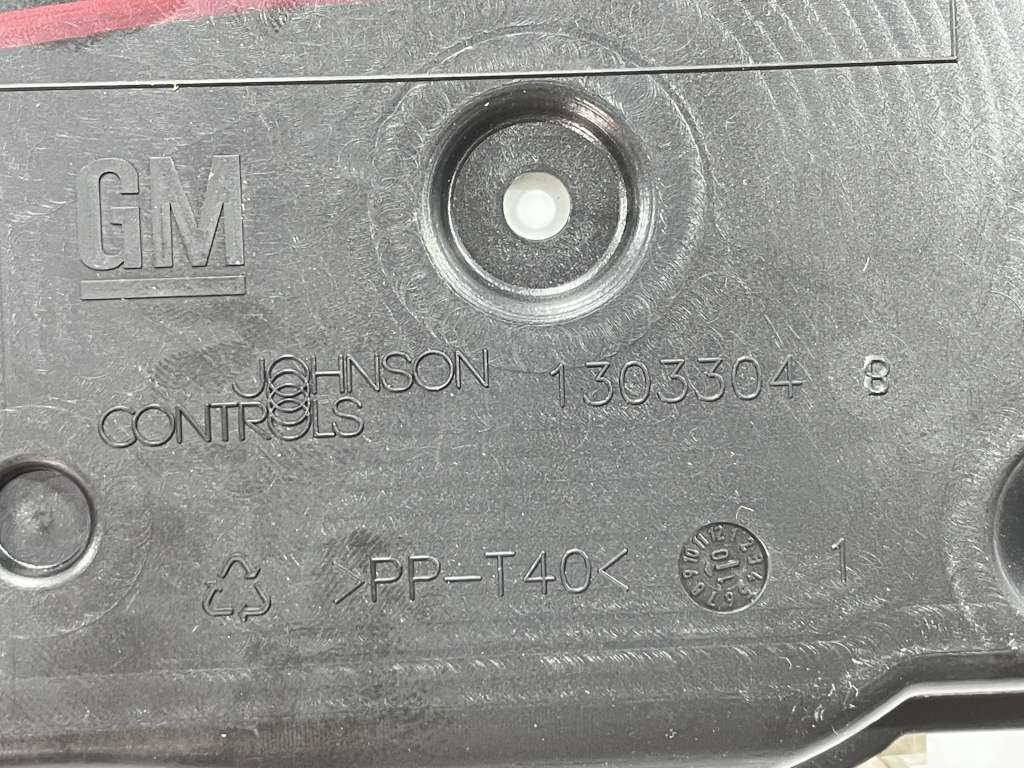 GM
JOHNSON
CONTROLS
1303304 8
>PP-T40<
1